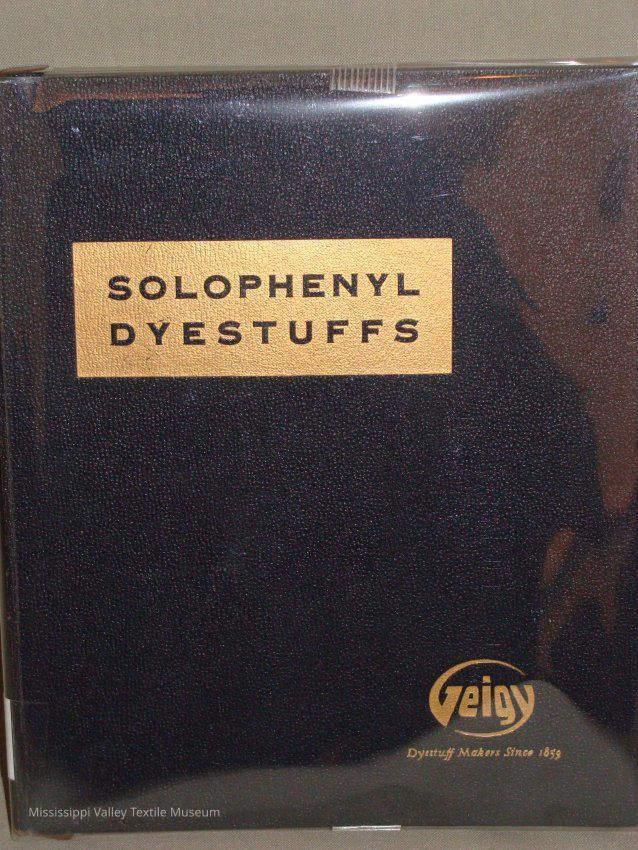 SOLOPHENYL
DYESTUFFS
Geigy
Dyestuff Makers Since 1859
Mississippi Valley Textile Museum